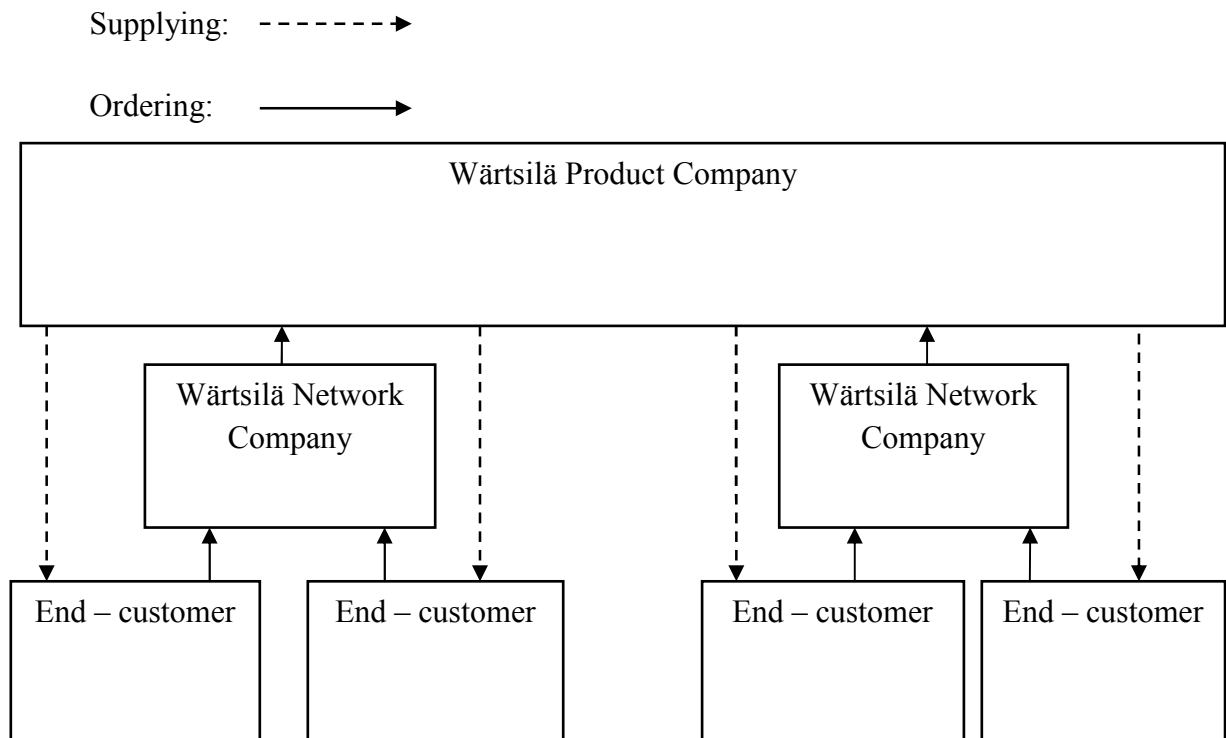 Supplying:
Ordering:
Wärtsilä Product Company
Wärtsilä Network
Company
Wärtsilä Network
Company
End – customer
End – customer
End – customer
End – customer